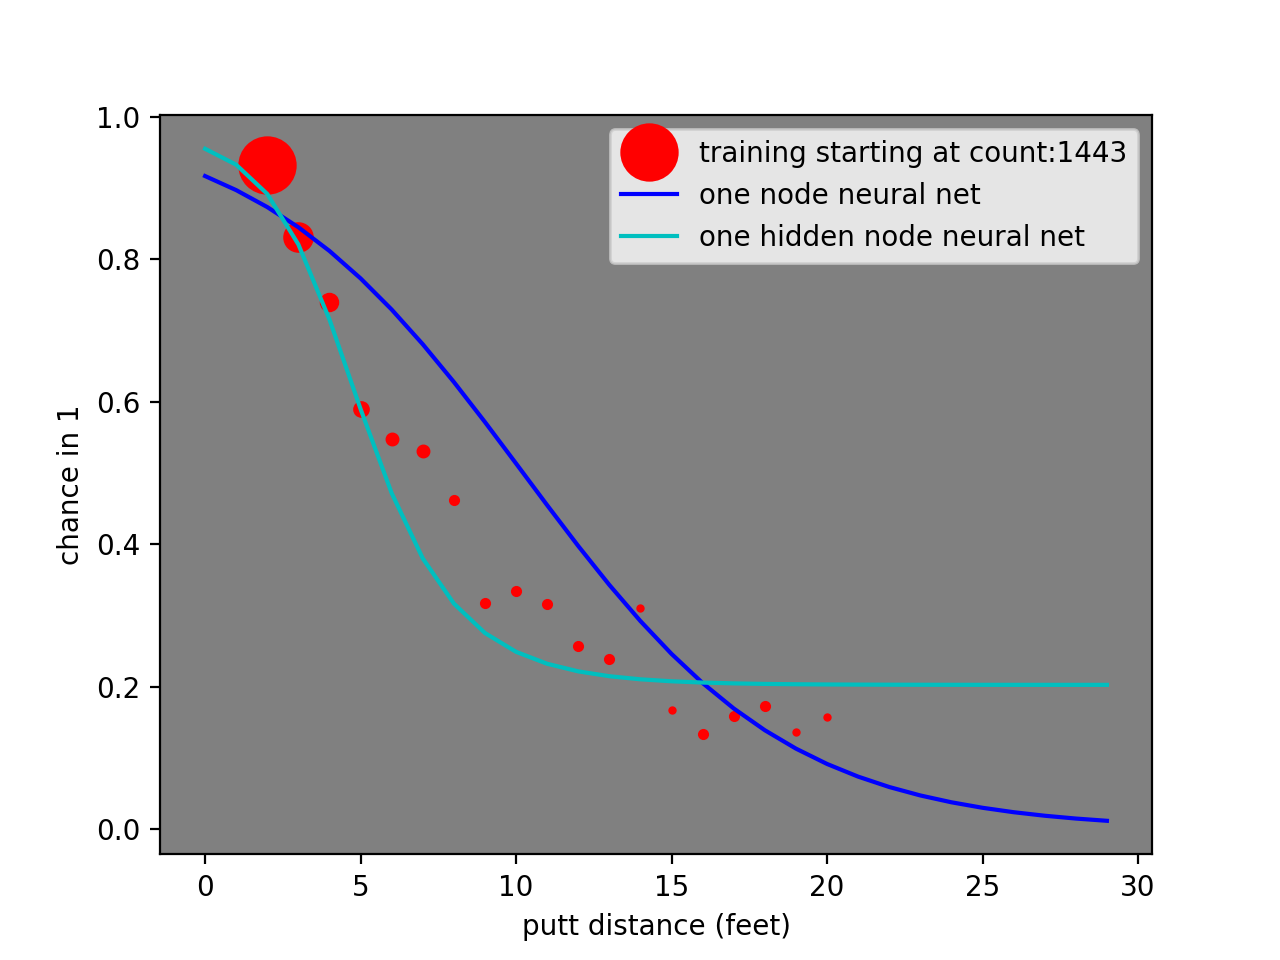 training starting at count:1443
one node neural net
one hidden node neural net
chance in 1
1.0
0.8
0.6
0.4
0.2
0.0
0 5 10 15 20 25 30
putt distance (feet)